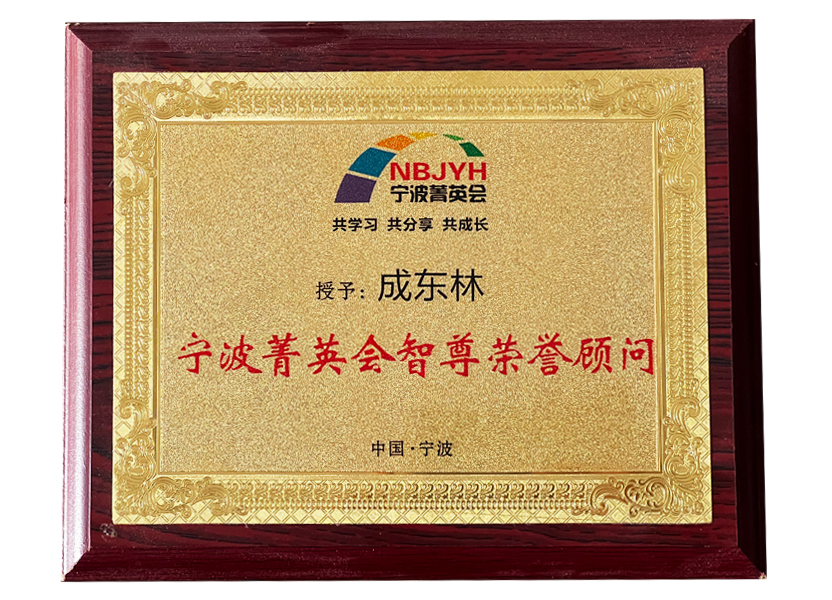 NBJYH
宁波菁英会
共学习 共分享 共成长
授予：成东林
宁波菁英会智尊荣誉顾问
中国·宁波